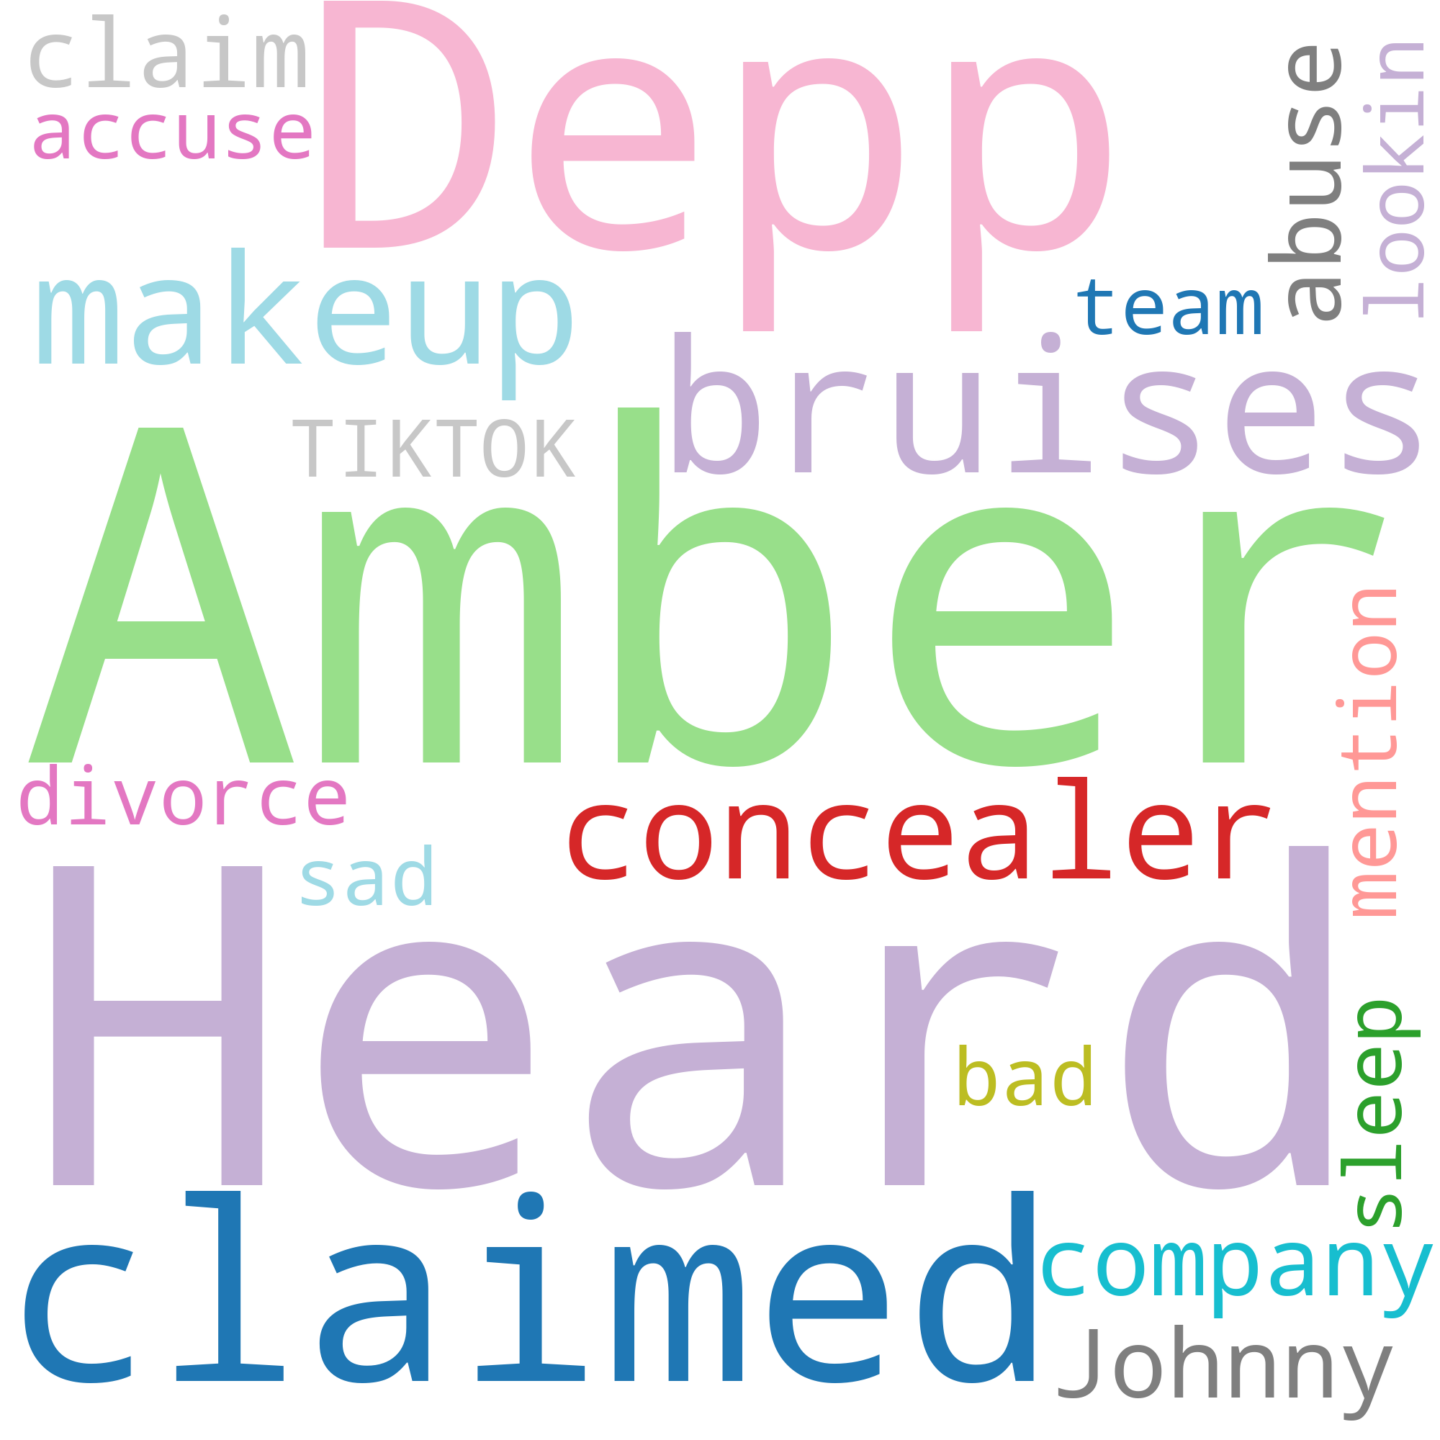 claim
Depp
abuse
lookin
accuse
makeup
team
bruises
TIKTOK
Amber
mention
divorce
concealer
sad
Heard
bad
sleep
claimed
company
Johnny